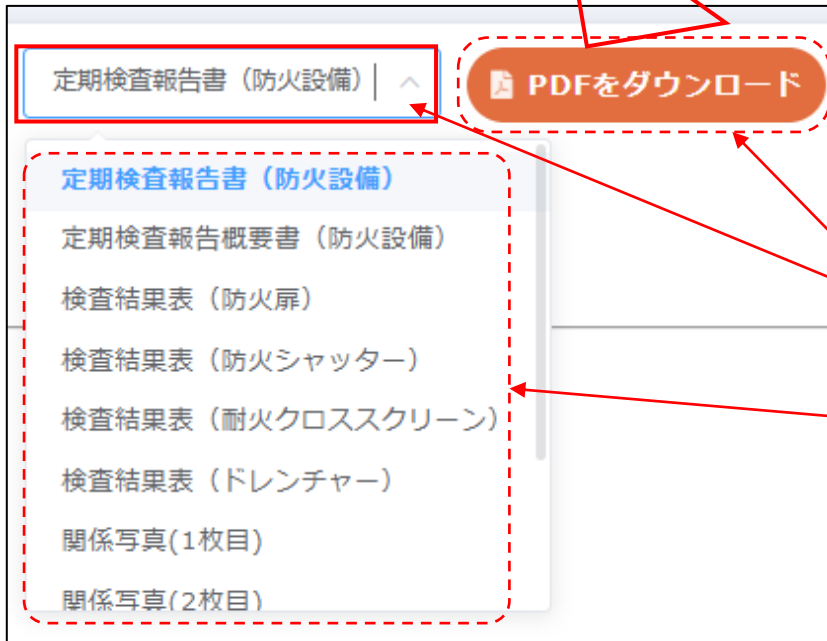 定期検査報告書（防火設備）
PDFをダウンロード
定期検査報告書（防火設備）
定期検査報告概要書（防火設備）
検査結果表（防火扉）
検査結果表（防火シャッター）
検査結果表（耐火クロススクリーン）
検査結果表（ドレンチャー）
関係写真(1枚目)
関係写真(2枚目)